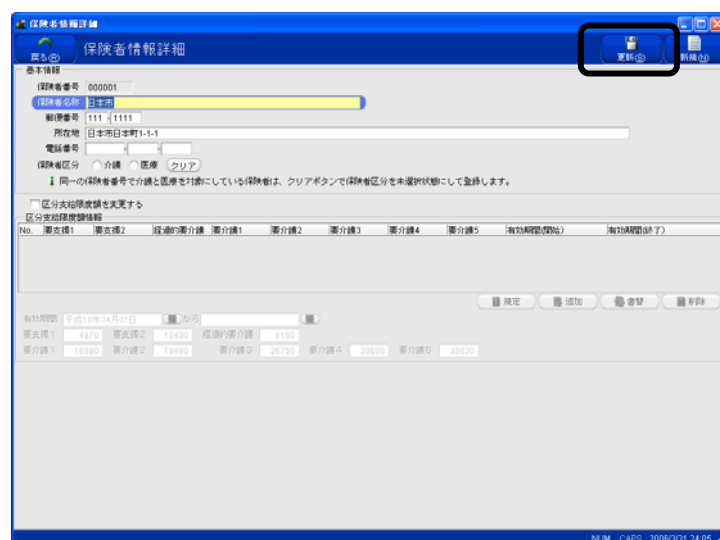 保険者情報詳細
戻る(R) 保険者情報詳細 更新(S) 新規(N)
基本情報
保険者番号 000001
保険者名称 日本市
郵便番号 111 - 1111
所在地 日本市日本町1-1-1
電話番号 - -
保険者区分 介護 医療 クリア
同一の保険者番号で介護と医療を対象にしている保険者は、クリアボタンで保険者区分を未選択状態にして登録します。
区分支給限度額を変更する
区分支給限度額情報
No. 要支援1 要支援2 経過的要介護 要介護1 要介護2 要介護3 要介護4 要介護5 有効期間(開始) 有効期間(終了)
規定 追加 書替 削除
有効期間 平成18年04月01日 から
要支援1 4970 要支援2 10400 経過的要介護 6150
要介護1 16580 要介護2 19480 要介護3 26750 要介護4 30600 要介護5 35830
NUM CAPS 2006/3/31 24:05